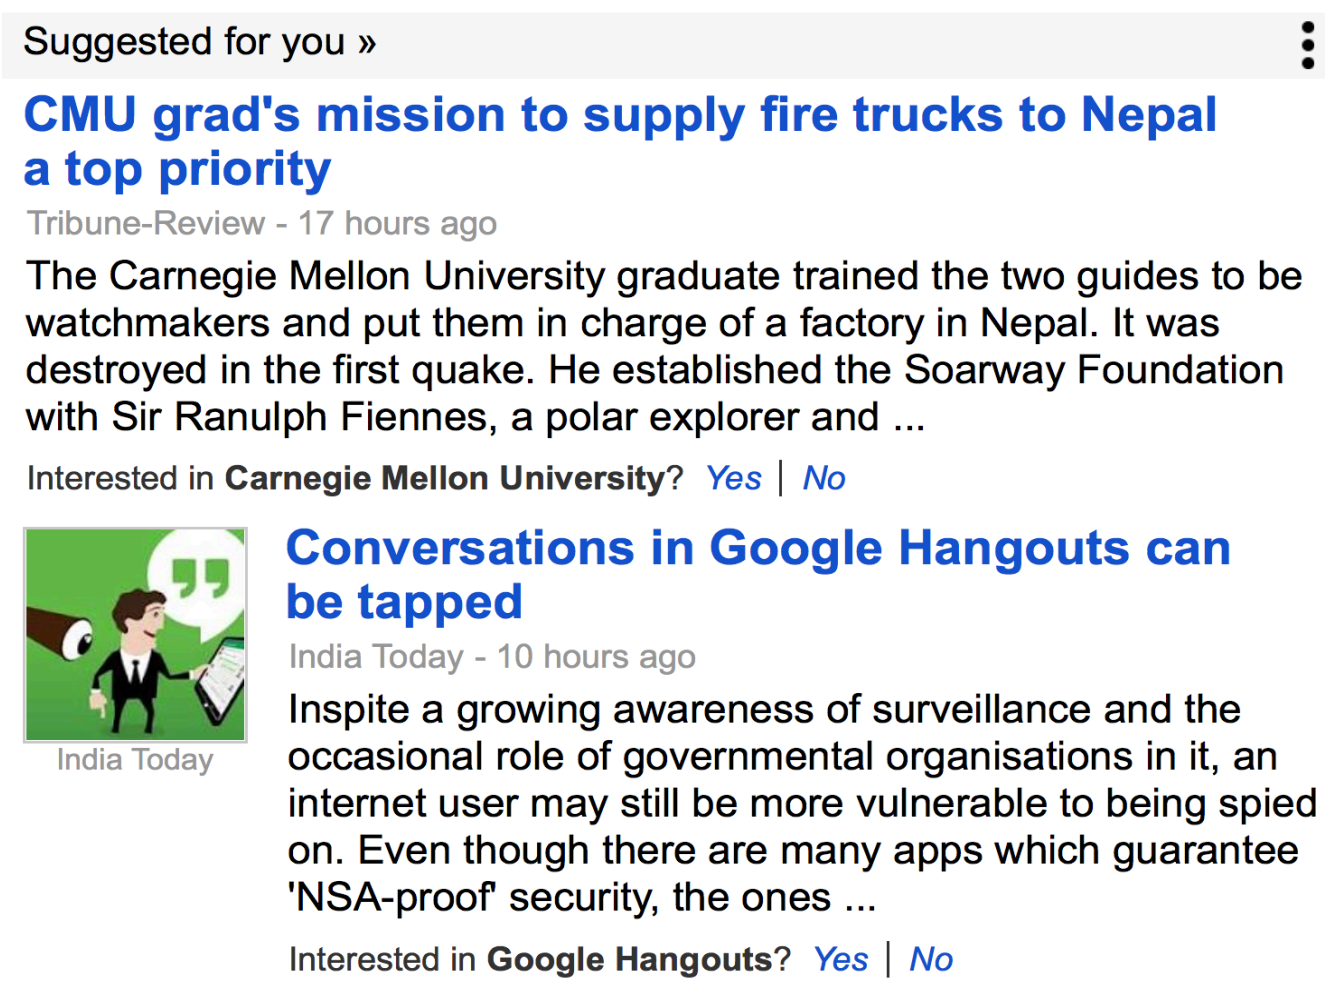 Suggested for you »
CMU grad's mission to supply fire trucks to Nepal
a top priority
Tribune-Review - 17 hours ago
The Carnegie Mellon University graduate trained the two guides to be
watchmakers and put them in charge of a factory in Nepal. It was
destroyed in the first quake. He established the Soarway Foundation
with Sir Ranulph Fiennes, a polar explorer and ...
Interested in Carnegie Mellon University? Yes | No
Conversations in Google Hangouts can
be tapped
India Today - 10 hours ago
India Today
Inspite a growing awareness of surveillance and the
occasional role of governmental organisations in it, an
internet user may still be more vulnerable to being spied
on. Even though there are many apps which guarantee
'NSA-proof' security, the ones ...
Interested in Google Hangouts? Yes | No